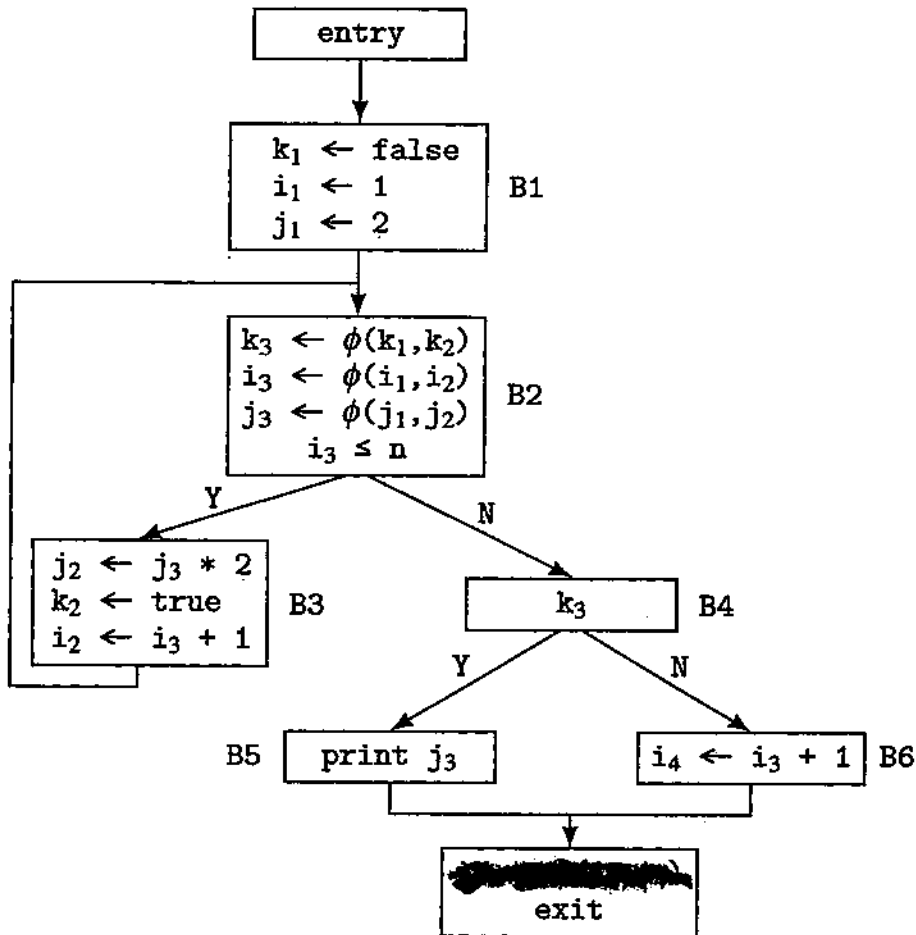 entry
k₁ ← false
i₁ ← 1
j₁ ← 2
B1
k₃ ← ϕ(k₁,k₂)
i₃ ← ϕ(i₁,i₂)
j₃ ← ϕ(j₁,j₂)
i₃ ≤ n
B2
Y
N
j₂ ← j₃ * 2
k₂ ← true
i₂ ← i₃ + 1
B3
k₃
B4
Y
N
B5
print j₃
i₄ ← i₃ + 1
B6
exit